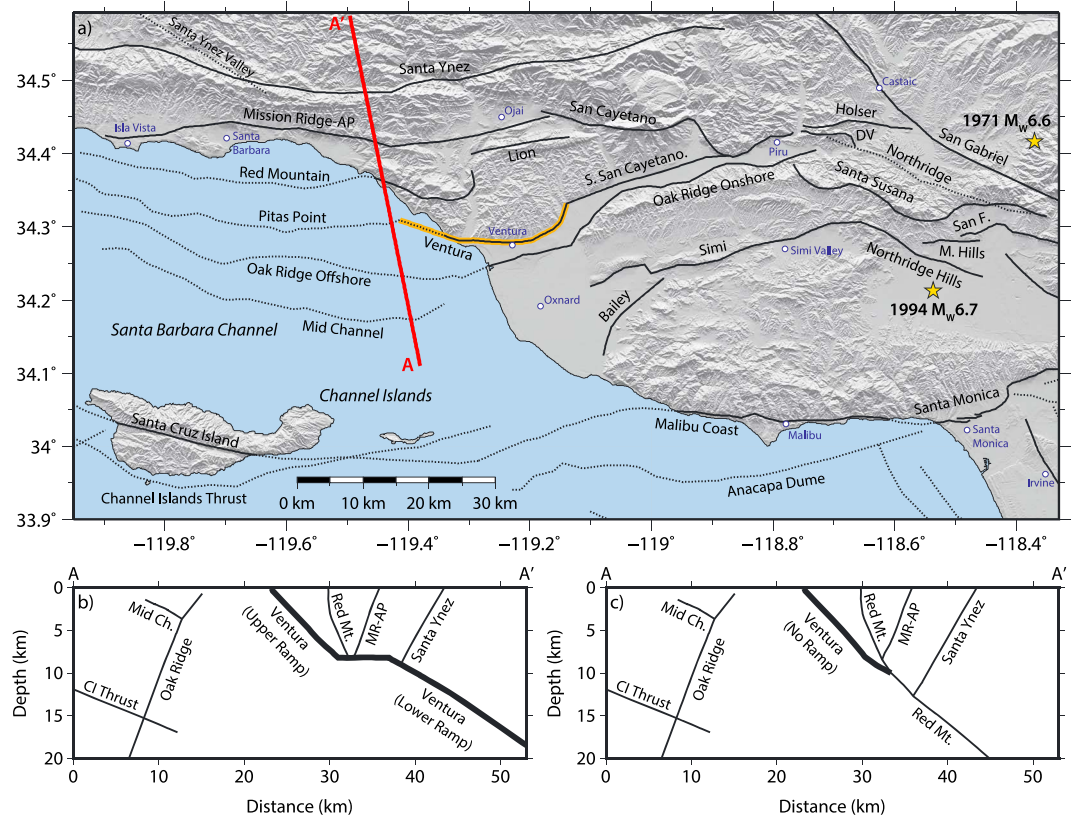 a)
A'
Santa Ynez Valley
Santa Ynez
Castaic
Isla Vista
Mission Ridge-AP
Santa
Barbara
Ojai
San Cayetano
Holser
DV
1971 Mw6.6
San Gabriel
Northridge
Lion
Piru
Red Mountain
S. San Cayetano.
Oak Ridge Onshore
Santa Susana
San F.
Pitas Point
Ventura
Ventura
Simi
Simi Valley
M. Hills
Northridge Hills
Oak Ridge Offshore
Oxnard
Bailey
1994 Mw6.7
Santa Barbara Channel
Mid Channel
A
Channel Islands
Santa Cruz Island
Malibu Coast
Malibu
Santa Monica
Santa
Monica
Channel Islands Thrust
Anacapa Dume
Irvine
0 km 10 km 20 km 30 km
34.5
34.4
34.3
34.2
34.1
34
33.9
−119.8˚ −119.6˚ −119.4˚ −119.2˚ −119˚ −118.8˚ −118.6˚ −118.4˚
A A'
b)
Mid Ch.
Oak Ridge
CI Thrust
Ventura
(Upper Ramp)
Red Mt.
MR-AP
Santa Ynez
Ventura
(Lower Ramp)
0
5
10
15
20
Depth (km)
0 10 20 30 40 50
Distance (km)
A A'
c)
Mid Ch.
Oak Ridge
CI Thrust
Ventura
(No Ramp)
Red Mt.
MR-AP
Santa Ynez
Red Mt.
0
5
10
15
20
Depth (km)
0 10 20 30 40 50
Distance (km)